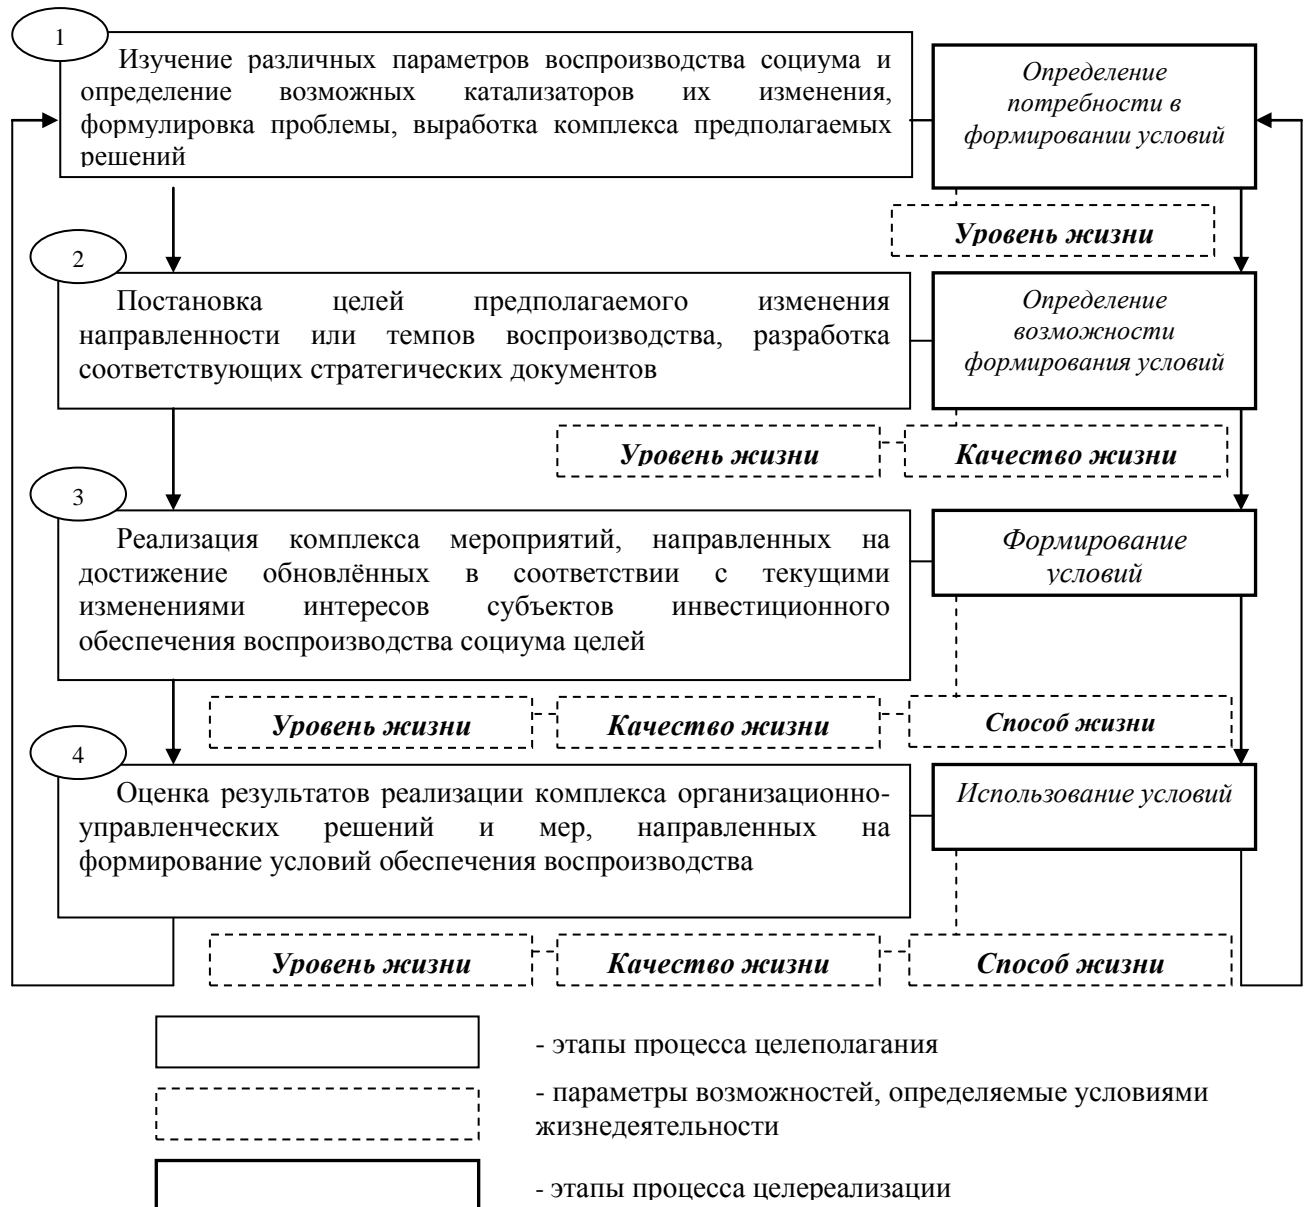 1
Изучение различных параметров воспроизводства социума и
определение возможных катализаторов их изменения,
формулировка проблемы, выработка комплекса предполагаемых
решений
Определение
потребности в
формировании условий
Уровень жизни
2
Постановка целей предполагаемого изменения
направленности или темпов воспроизводства, разработка
соответствующих стратегических документов
Определение
возможности
формирования условий
Уровень жизни
Качество жизни
3
Реализация комплекса мероприятий, направленных на
достижение обновлённых в соответствии с текущими
изменениями интересов субъектов инвестиционного
обеспечения воспроизводства социума целей
Формирование
условий
Уровень жизни
Качество жизни
Способ жизни
4
Оценка результатов реализации комплекса организационно-
управленческих решений и мер, направленных на
формирование условий обеспечения воспроизводства
Использование условий
Уровень жизни
Качество жизни
Способ жизни
- этапы процесса целеполагания
- параметры возможностей, определяемые условиями
жизнедеятельности
- этапы процесса целереализации